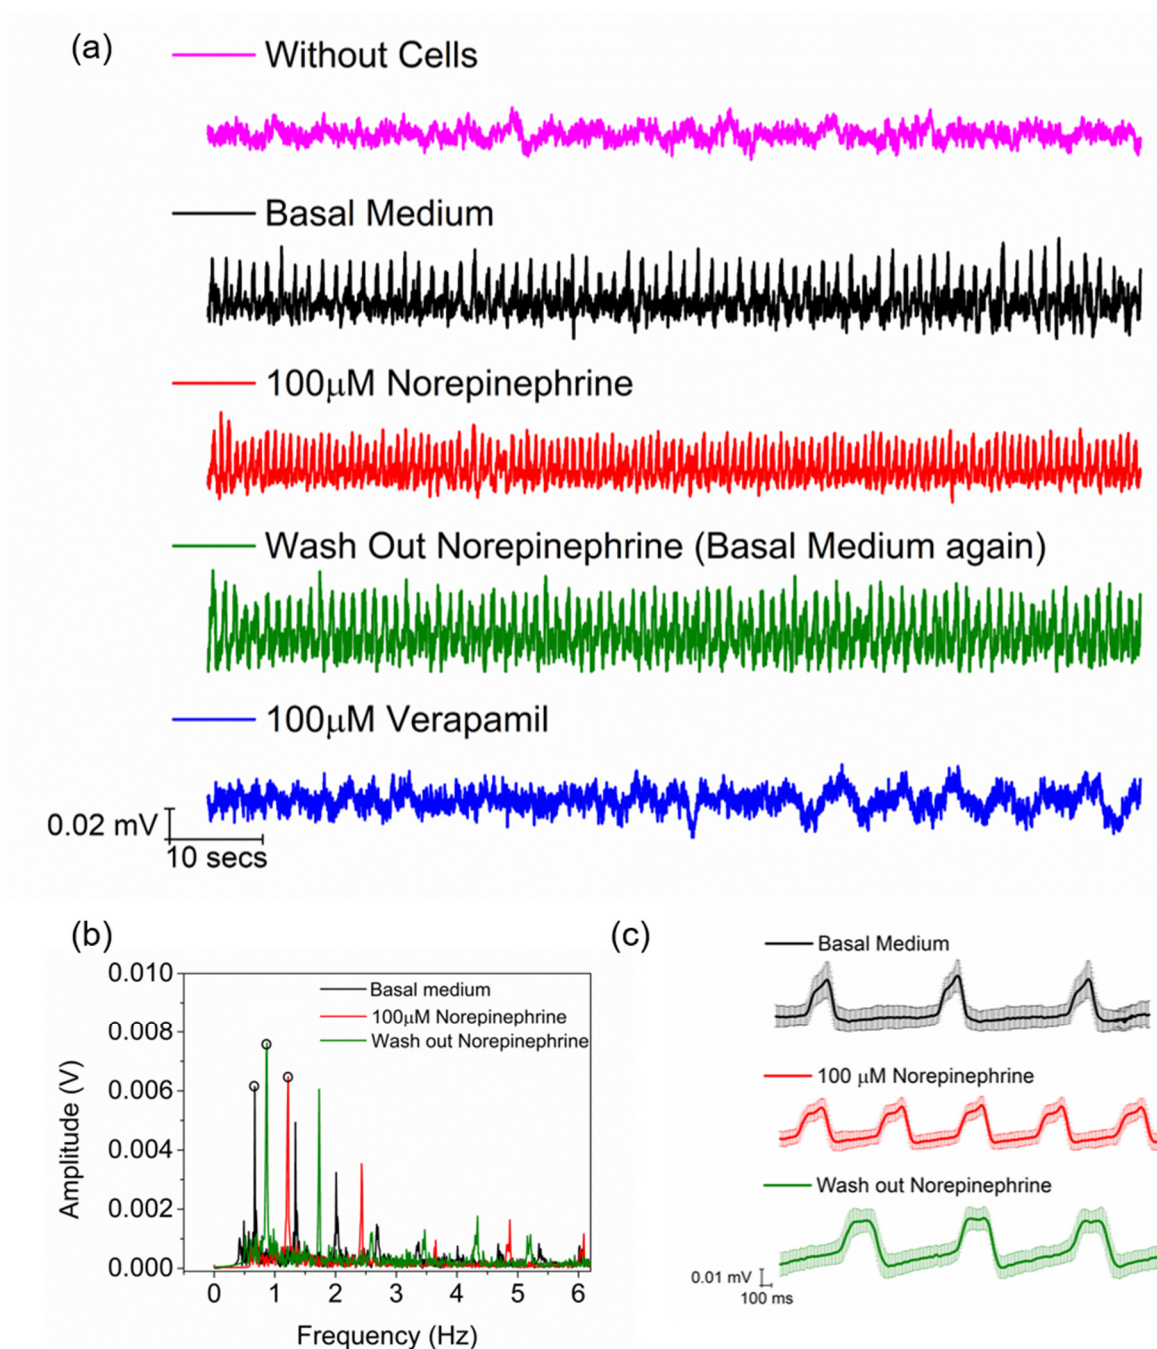 (a)
Without Cells
Basal Medium
100μM Norepinephrine
Wash Out Norepinephrine (Basal Medium again)
100μM Verapamil
0.02 mV
10 secs
(b)
0.010
0.008
0.006
0.004
0.002
0.000
Amplitude (V)
Basal medium
100μM Norepinephrine
Wash out Norepinephrine
0 1 2 3 4 5 6
Frequency (Hz)
(c)
Basal Medium
100 μM Norepinephrine
Wash out Norepinephrine
0.01 mV
100 ms